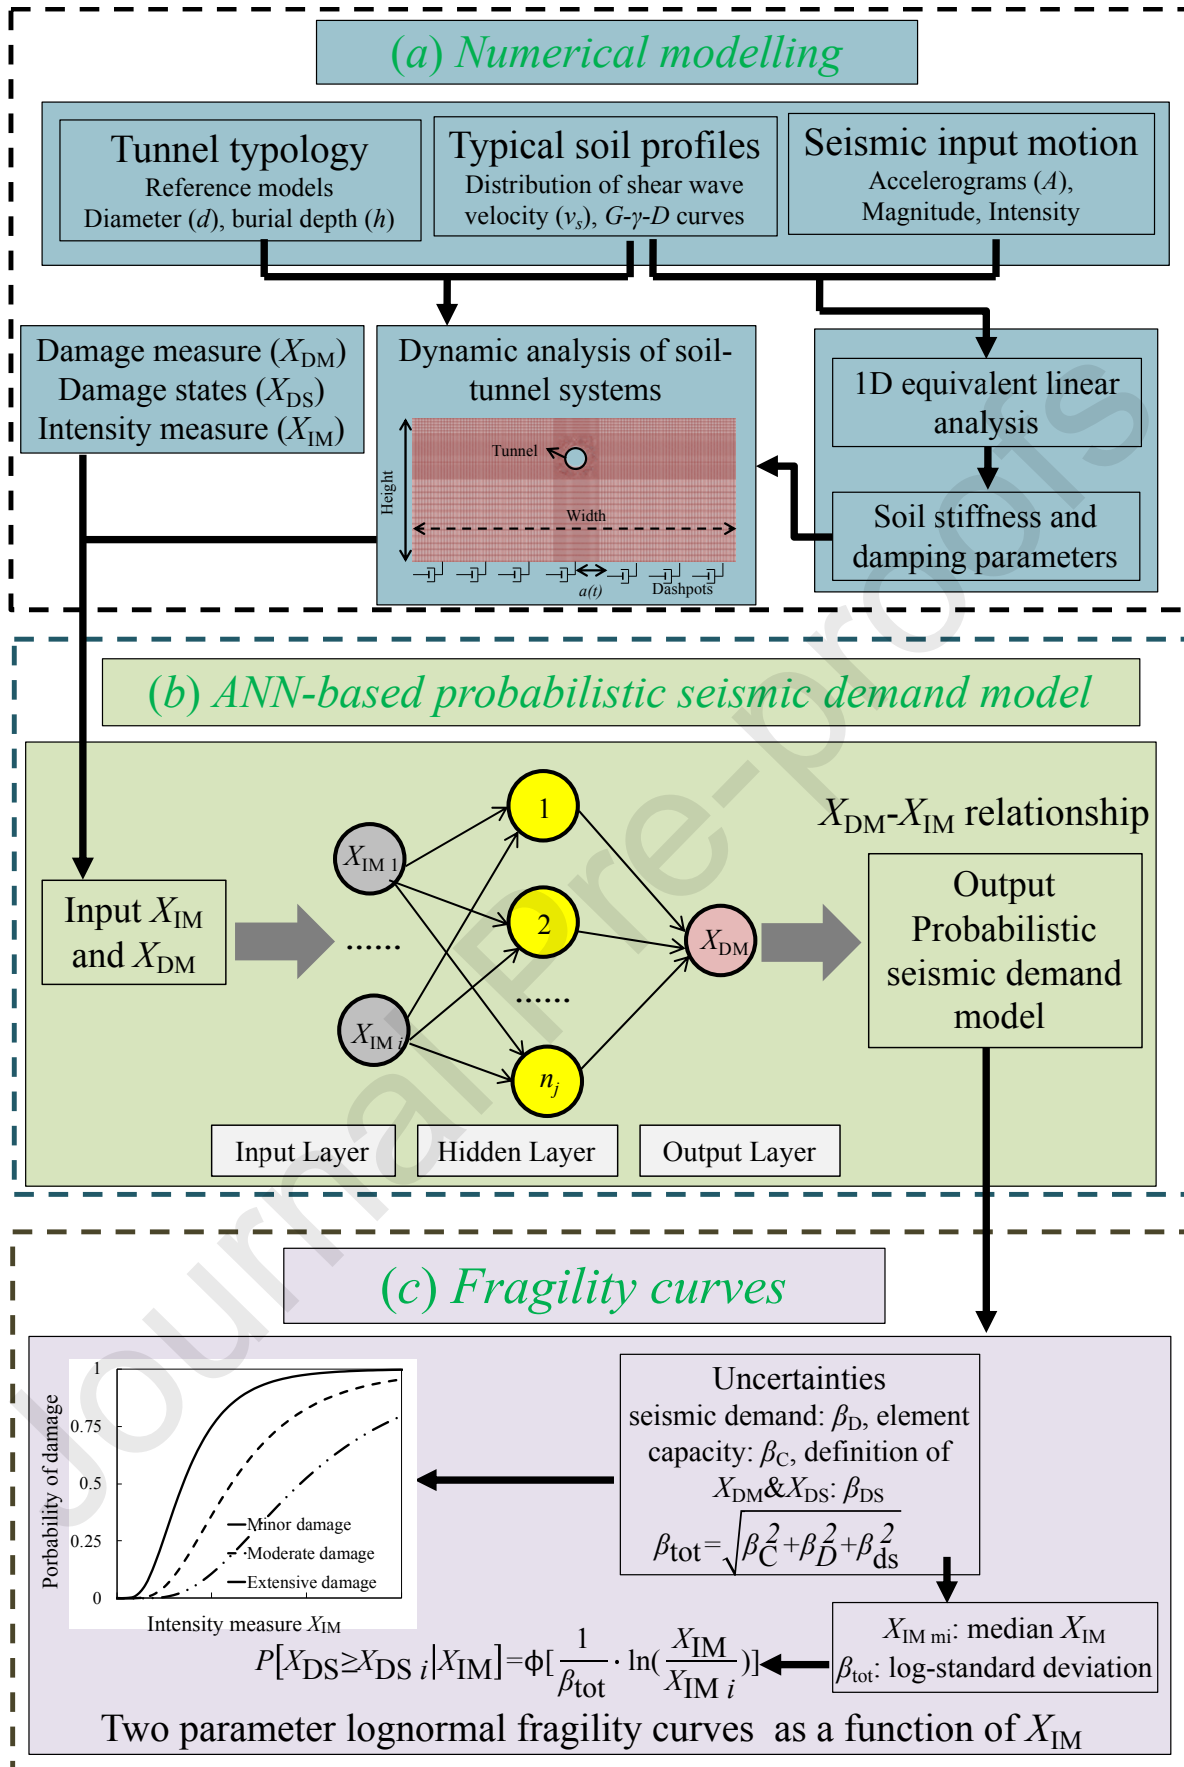 (a) Numerical modelling
Tunnel typology
Reference models
Diameter (d), burial depth (h)
Typical soil profiles
Distribution of shear wave
velocity (vs), G-γ-D curves
Seismic input motion
Accelerograms (A),
Magnitude, Intensity
Damage measure (XDM)
Damage states (XDS)
Intensity measure (XIM)
Dynamic analysis of soil-
tunnel systems
Tunnel
Height
Width
a(t)
Dashpots
1D equivalent linear
analysis
Soil stiffness and
damping parameters
(b) ANN-based probabilistic seismic demand model
Input XIM
and XDM
XIM 1
......
XIM i
1
2
......
nj
XDM
XDM-XIM relationship
Output
Probabilistic
seismic demand
model
Input Layer
Hidden Layer
Output Layer
(c) Fragility curves
Porbability of damage
1
0.75
0.5
0.25
0
Minor damage
Moderate damage
Extensive damage
Intensity measure XIM
Uncertainties
seismic demand: βD, element
capacity: βC, definition of
XDM&XDS: βDS
βtot=√(βC²+βD²+βds²)
XIM mi: median XIM
βtot: log-standard deviation
P[XDS≥XDS i|XIM]=ϕ[1/βtot · ln(XIM/XIM i)]
Two parameter lognormal fragility curves as a function of XIM
Journal Pre-proofs